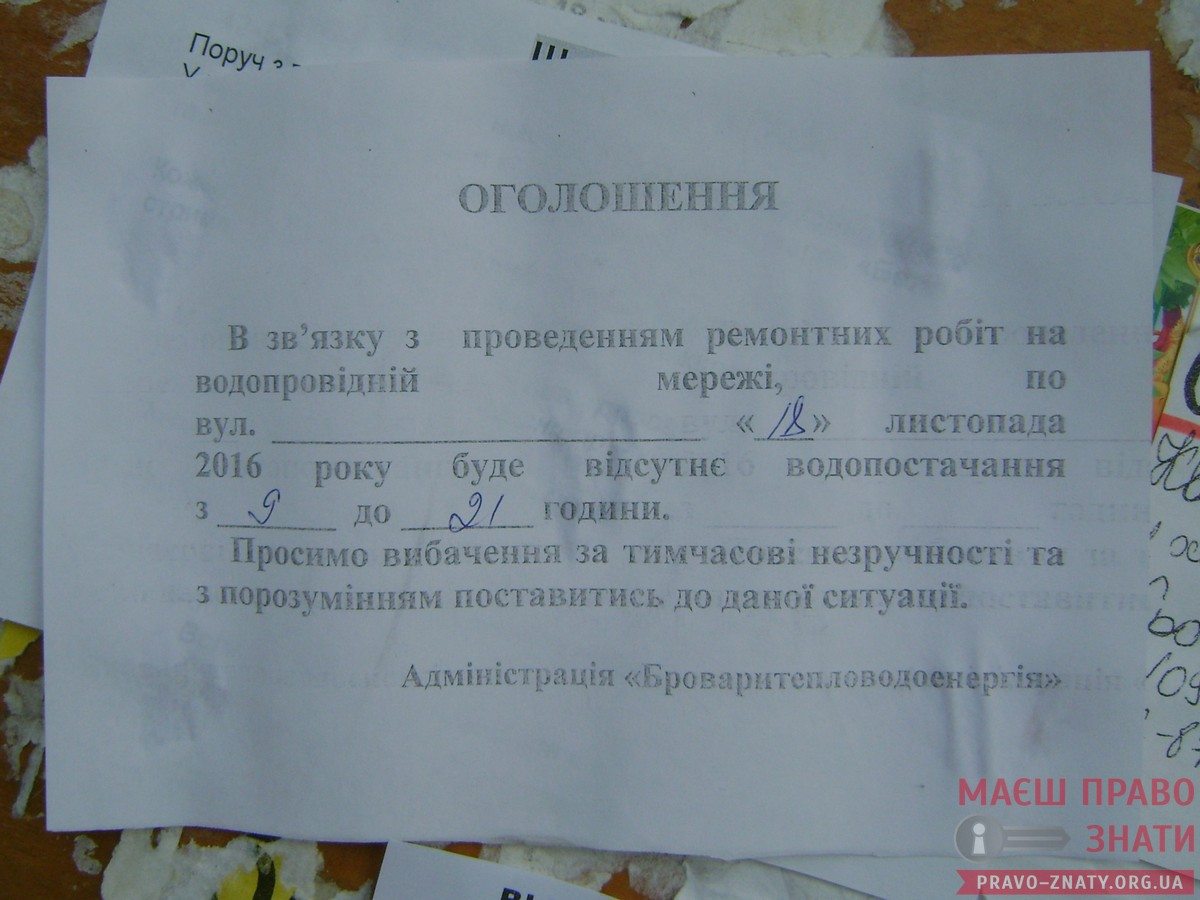 Поруч з
ОГОЛОШЕННЯ
В зв’язку з проведенням ремонтних робіт на
водопровідній мережі, по
вул. ____________________ « 18 » листопада
2016 року буде відсутнє водопостачання
з 9 до 21 години.
Просимо вибачення за тимчасові незручності та
з порозумінням поставитись до даної ситуації.
Адміністрація «Броваритепловодоенергія»
МАЄШ ПРАВО
ЗНАТИ
PRAVO-ZNATY.ORG.UA